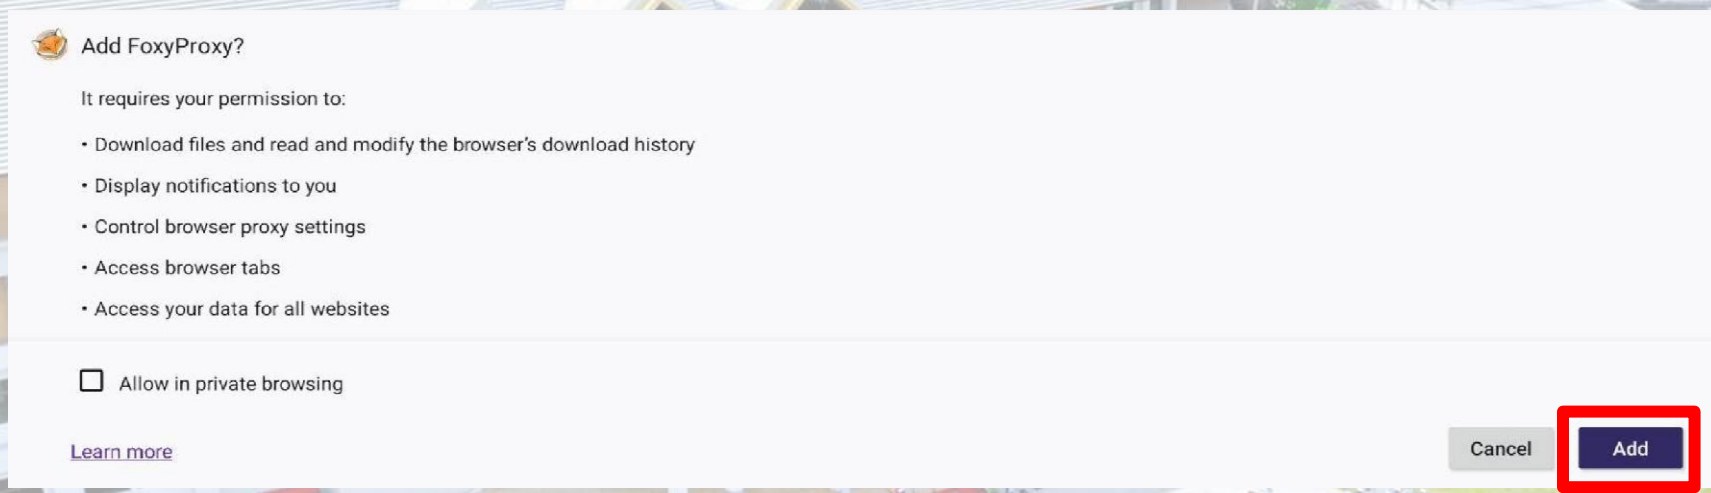 Add FoxyProxy?
It requires your permission to:
• Download files and read and modify the browser's download history
• Display notifications to you
• Control browser proxy settings
• Access browser tabs
• Access your data for all websites
Allow in private browsing
Learn more
Cancel
Add